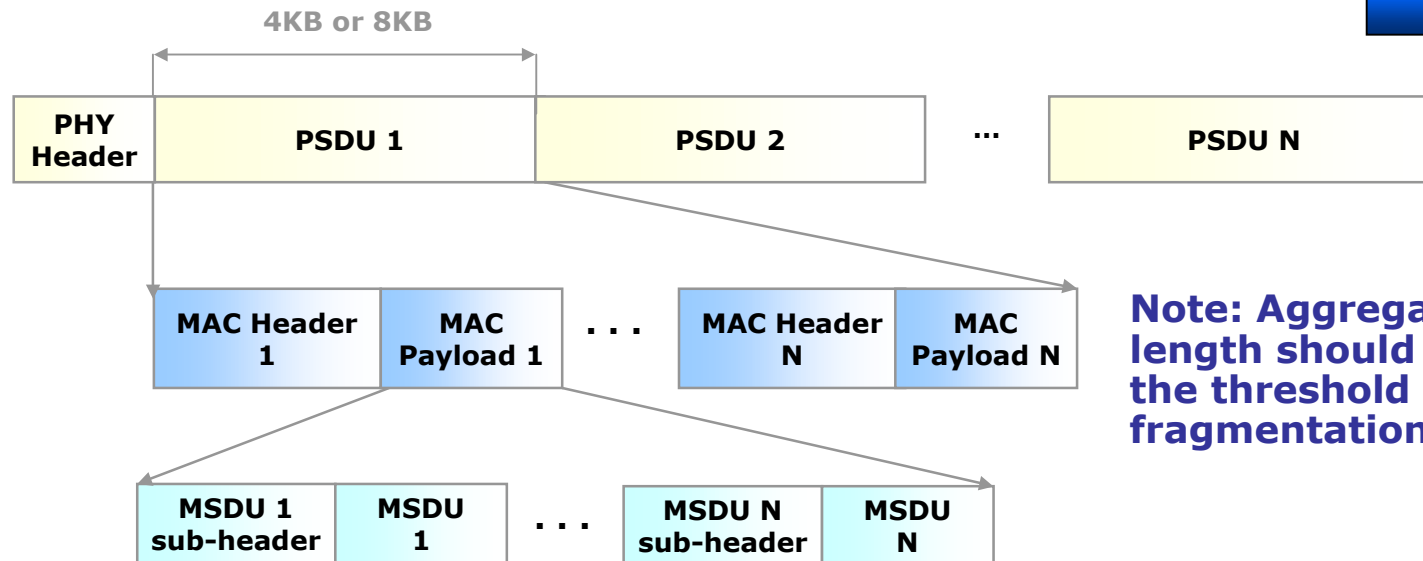 4KB or 8KB
PHY
Header
PSDU 1
PSDU 2
...
PSDU N
MAC Header
1
MAC
Payload 1
. . .
MAC Header
N
MAC
Payload N
Note:
length should
the threshold
fragmentation
MSDU 1
sub-header
MSDU
1
. . .
MSDU N
sub-header
MSDU
N